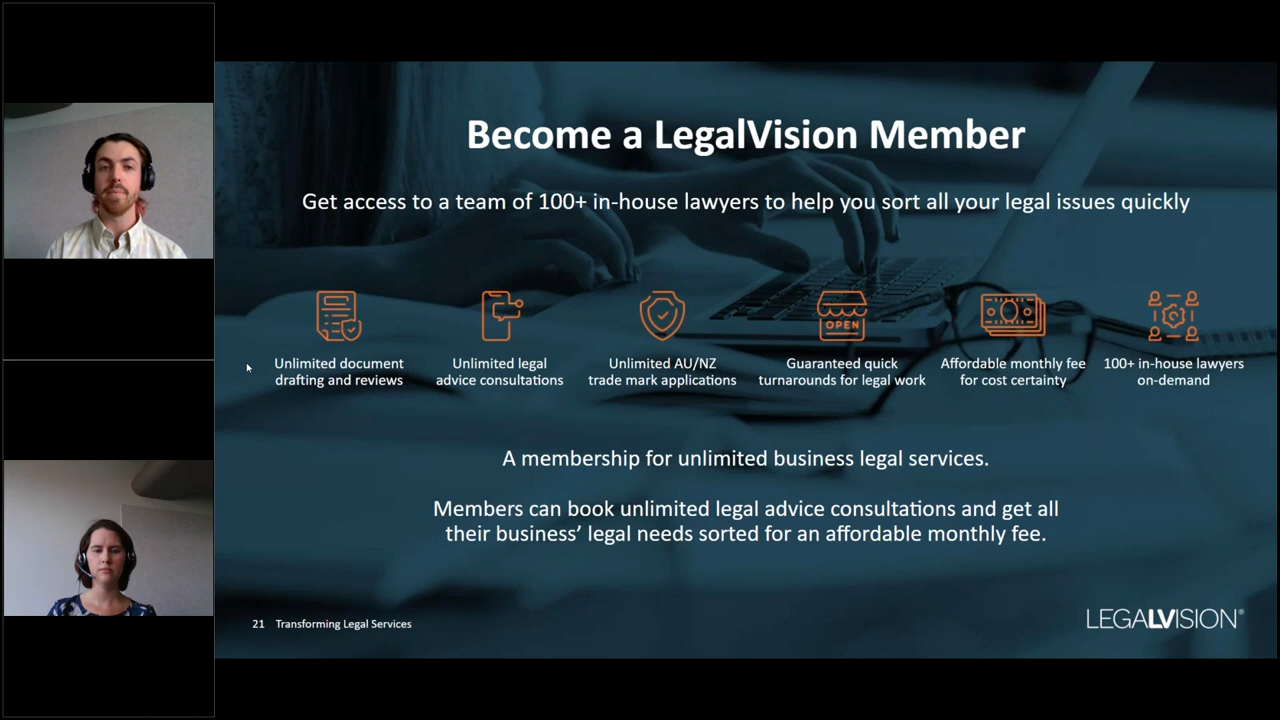 Become a LegalVision Member
Get access to a team of 100+ in-house lawyers to help you sort all your legal issues quickly
Unlimited document
drafting and reviews
Unlimited legal
advice consultations
Unlimited AU/NZ
trade mark applications
OPEN
Guaranteed quick
turnarounds for legal work
Affordable monthly fee
for cost certainty
100+ in-house lawyers
on-demand
A membership for unlimited business legal services.
Members can book unlimited legal advice consultations and get all
their business’ legal needs sorted for an affordable monthly fee.
21 Transforming Legal Services
LEGALVISION®